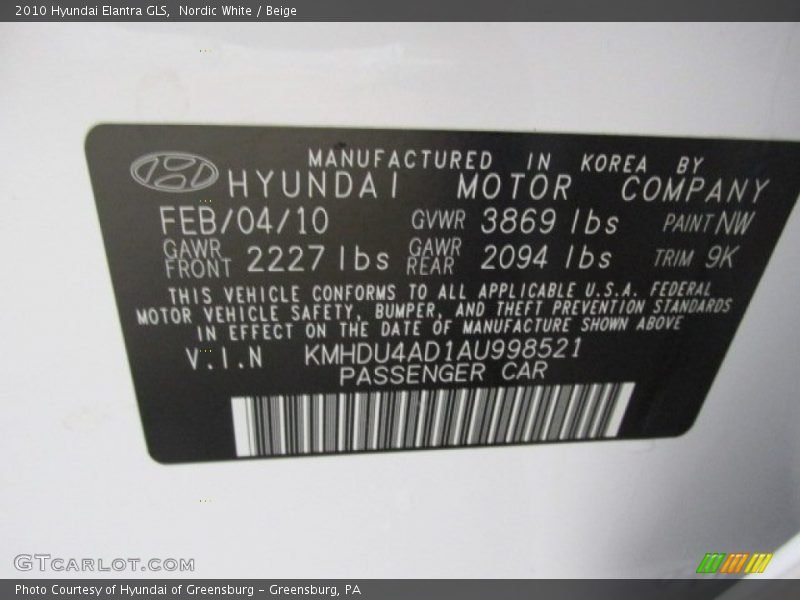 2010 Hyundai Elantra GLS,  Nordic White / Beige
MANUFACTURED IN KOREA BY
HYUNDAI MOTOR COMPANY
FEB/04/10 GVWR 3869 lbs PAINT NW
GAWR FRONT 2227 lbs GAWR REAR 2094 lbs TRIM 9K
THIS VEHICLE CONFORMS TO ALL APPLICABLE U.S.A. FEDERAL
MOTOR VEHICLE SAFETY, BUMPER, AND THEFT PREVENTION STANDARDS
IN EFFECT ON THE DATE OF MANUFACTURE SHOWN ABOVE
V.I.N KMHDU4AD1AU998521
PASSENGER CAR
GTCARLOT.COM
Photo Courtesy of Hyundai of Greensburg - Greensburg, PA